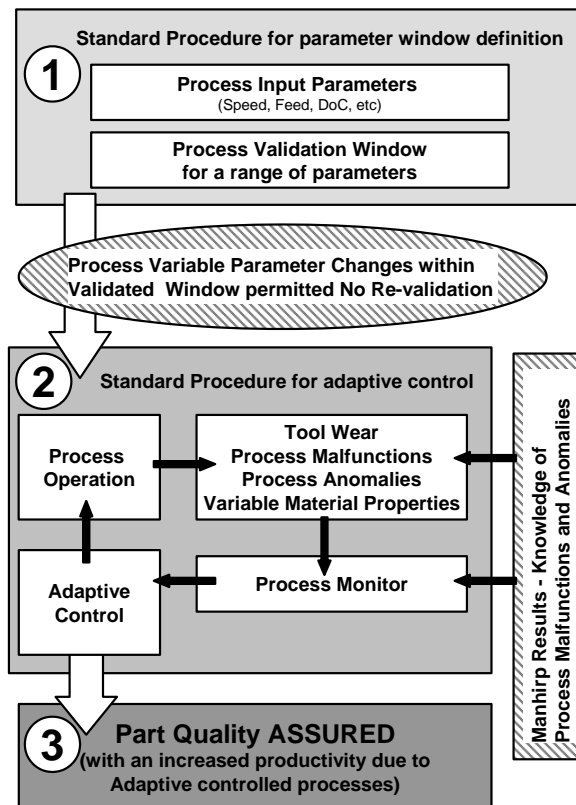 1
Standard Procedure for parameter window definition
Process Input Parameters
(Speed, Feed, DoC, etc)
Process Validation Window
for a range of parameters
Process Variable Parameter Changes within
Validated Window permitted No Re-validation
2
Standard Procedure for adaptive control
Process
Operation
Tool Wear
Process Malfunctions
Process Anomalies
Variable Material Properties
Adaptive
Control
Process Monitor
Manhirp Results - Knowledge of
Process Malfunctions and Anomalies
3
Part Quality ASSURED
(with an increased productivity due to
Adaptive controlled processes)